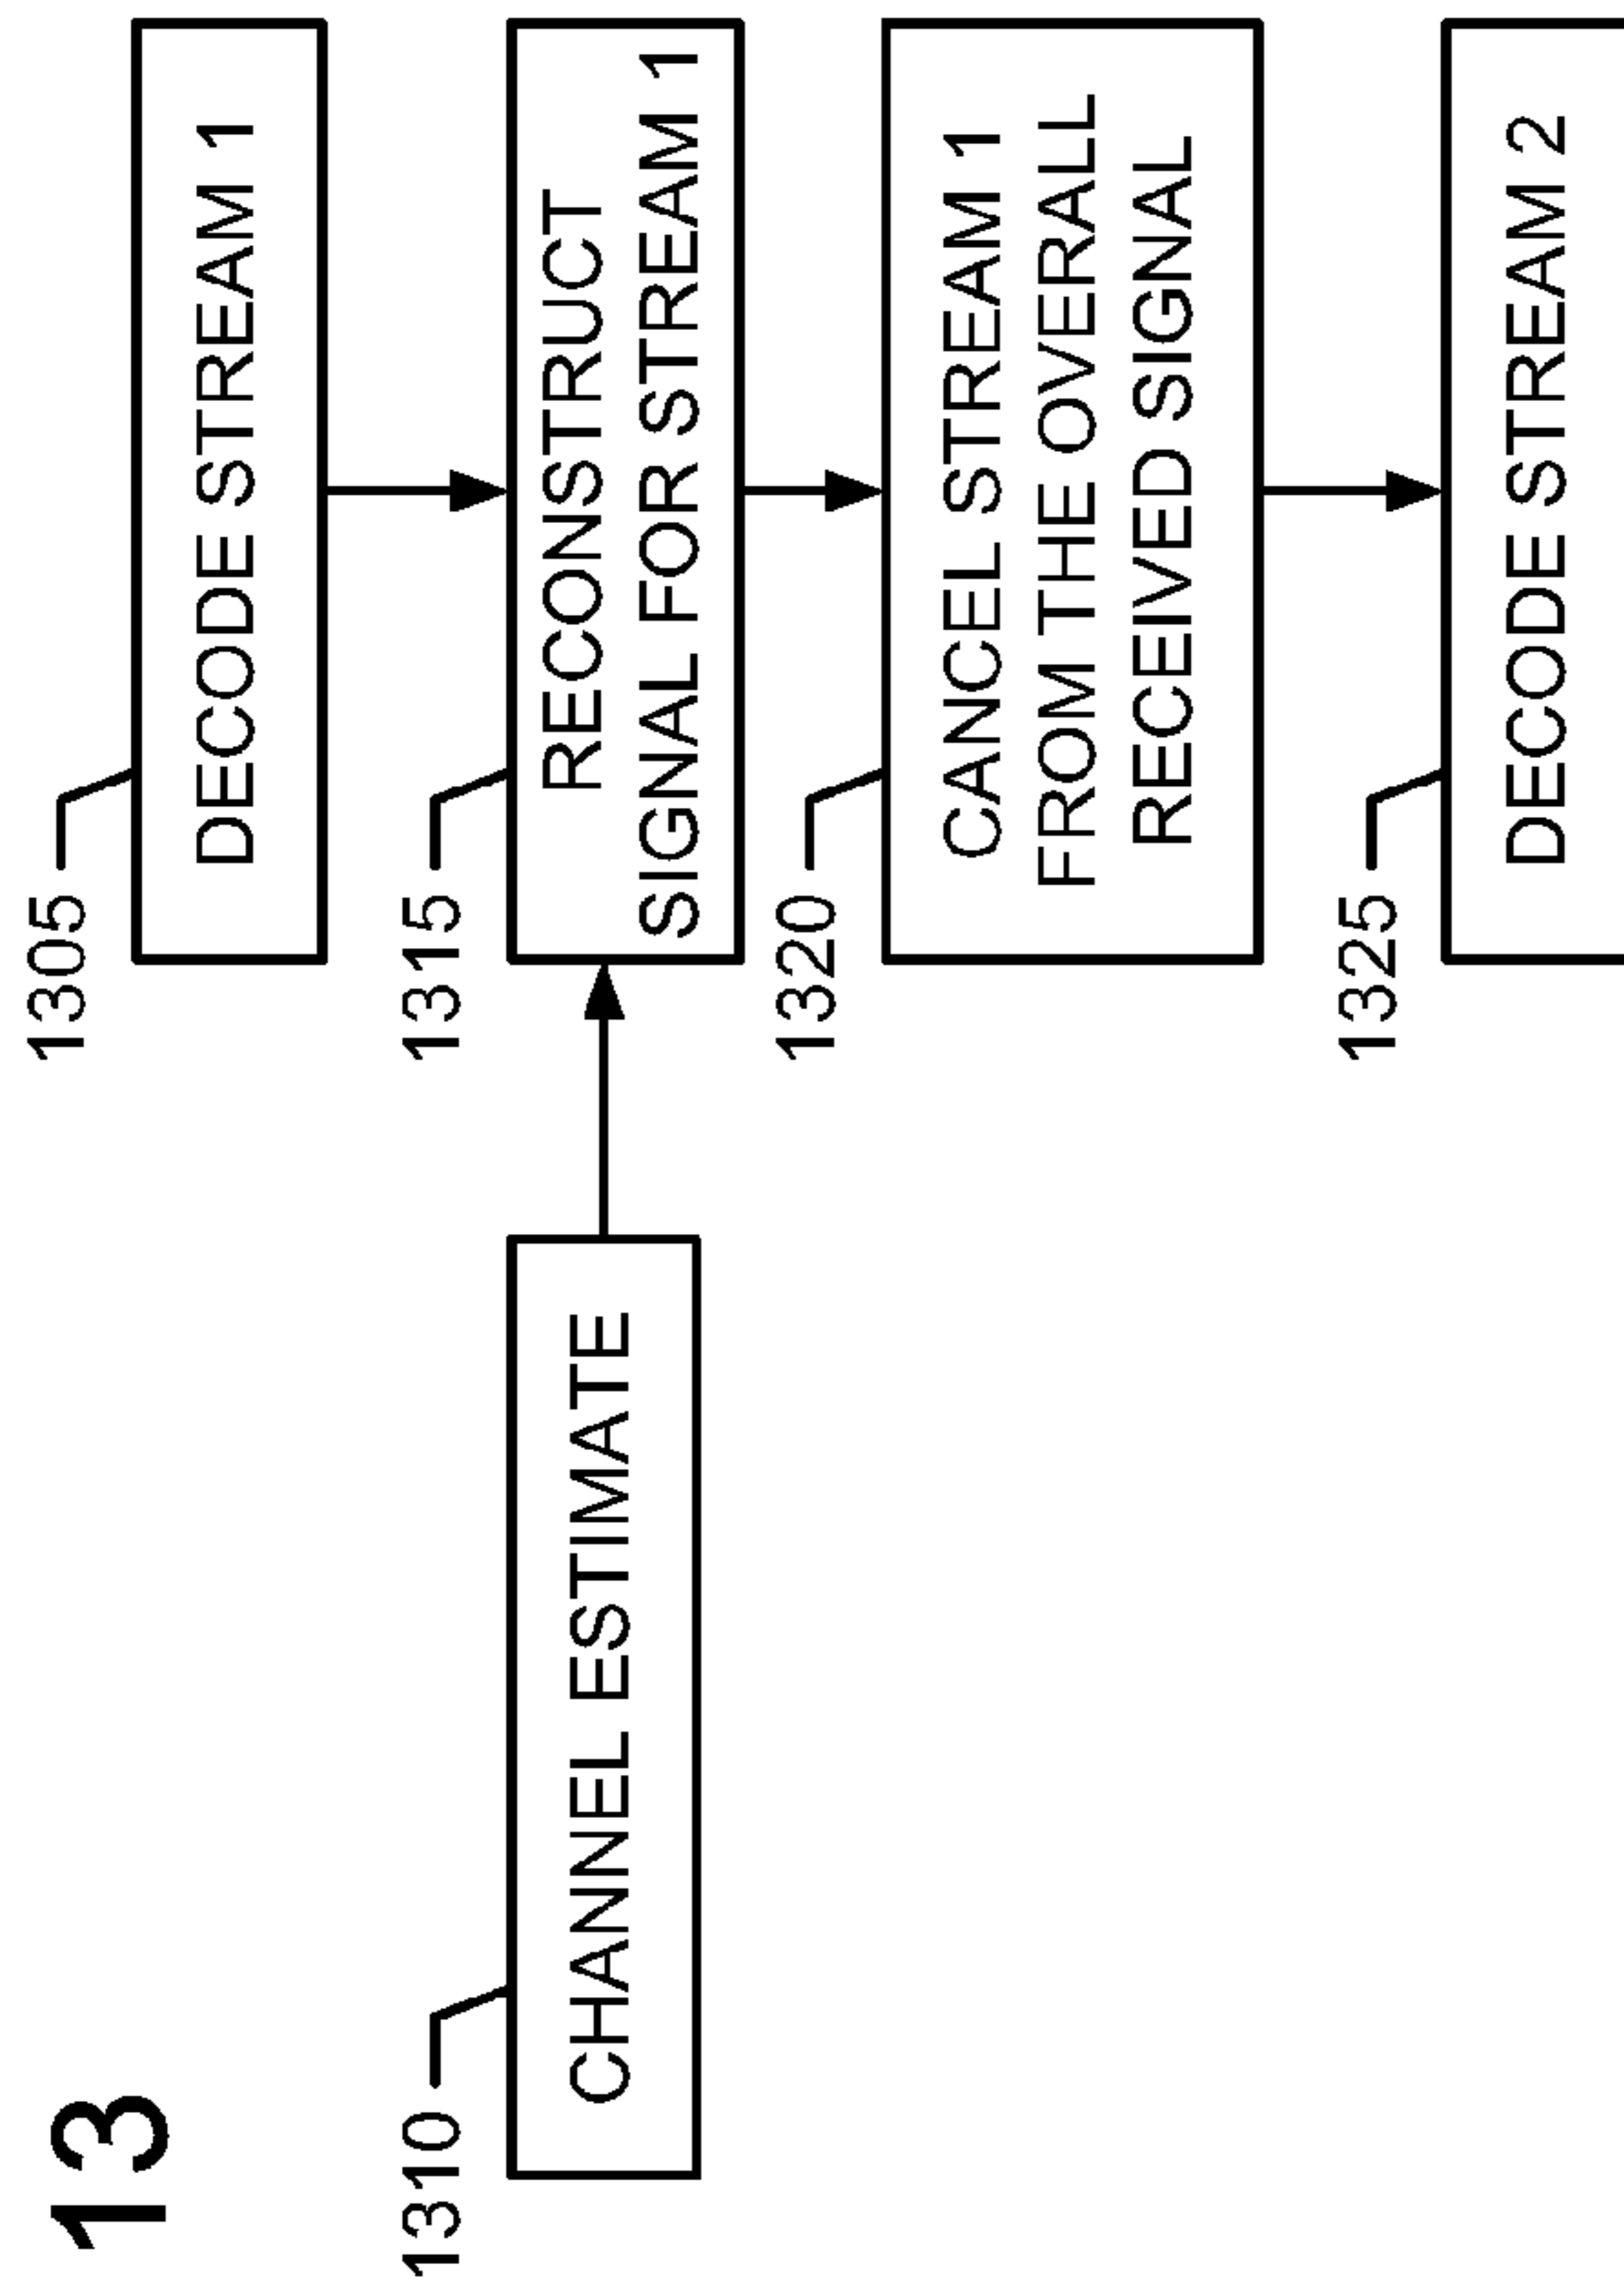 13
1305
DECODE STREAM 1
1310
CHANNEL ESTIMATE
1315
RECONSTRUCT
SIGNAL FOR STREAM 1
1320
CANCEL STREAM 1
FROM THE OVERALL
RECEIVED SIGNAL
1325
DECODE STREAM 2